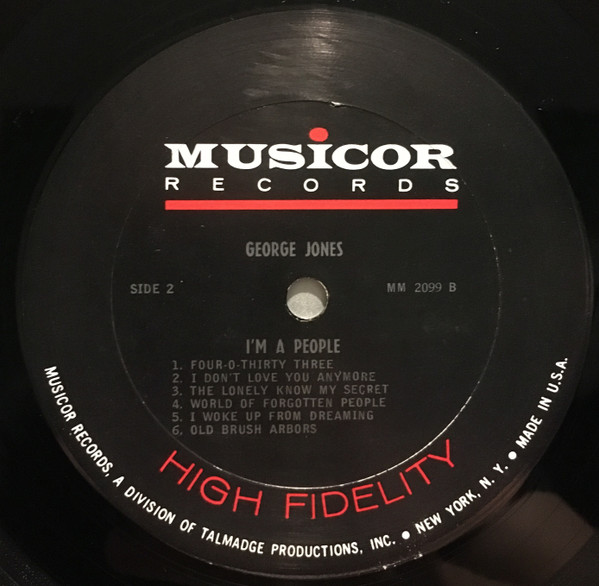 MUSiCOR
RECORDS
GEORGE JONES
SIDE 2
MM 2099 B
I'M A PEOPLE
1. FOUR-O-THIRTY THREE
2. I DON'T LOVE YOU ANYMORE
3. THE LONELY KNOW MY SECRET
4. WORLD OF FORGOTTEN PEOPLE
5. I WOKE UP FROM DREAMING
6. OLD BRUSH ARBORS
HIGH FIDELITY
MUSICOR RECORDS, A DIVISION OF TALMADGE PRODUCTIONS, INC. ● NEW YORK, N. Y. ● MADE IN U.S.A.